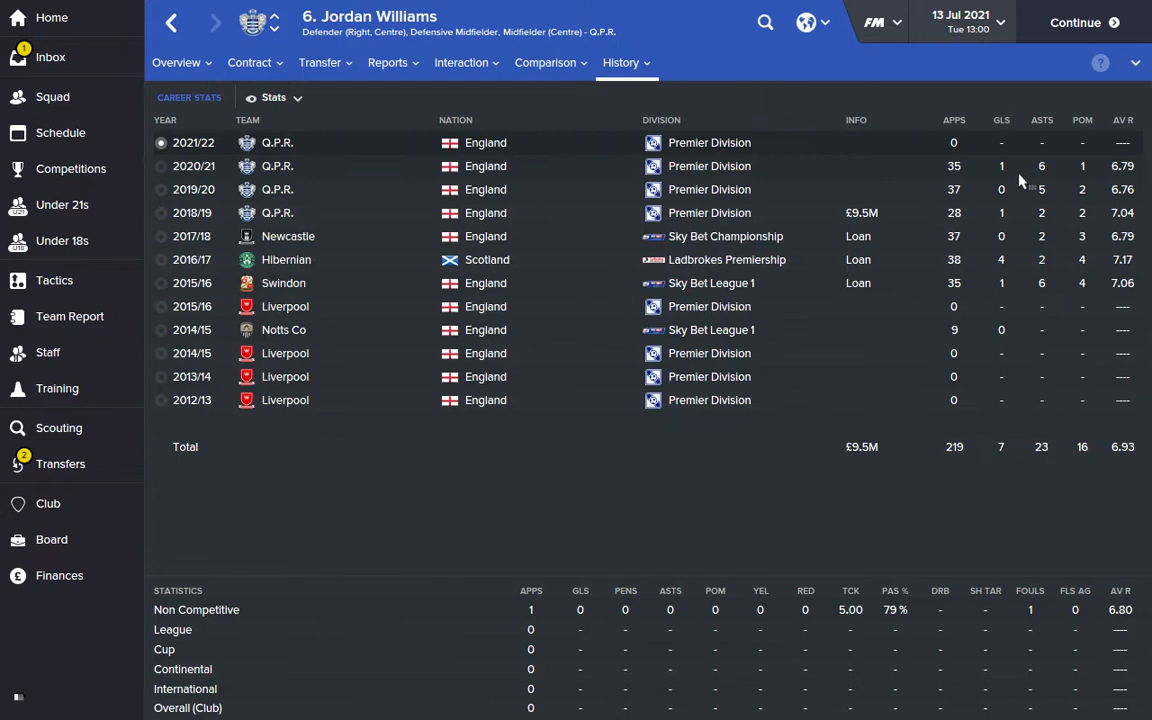 Home
1
Inbox
Squad
Schedule
Competitions
U21
Under 21s
U18
Under 18s
Tactics
Team Report
Staff
Training
Scouting
2
Transfers
Club
Board
£ Finances
6. Jordan Williams
Defender (Right, Centre), Defensive Midfielder, Midfielder (Centre) - Q.P.R.
FM
13 Jul 2021
Tue 13:00
Continue
Overview Contract Transfer Reports Interaction Comparison History ?
CAREER STATS Stats
YEAR TEAM NATION DIVISION INFO APPS GLS ASTS POM AV R
2021/22 Q.P.R. England Premier Division 0 - - - ----
2020/21 Q.P.R. England Premier Division 35 1 6 1 6.79
2019/20 Q.P.R. England Premier Division 37 0 5 2 6.76
2018/19 Q.P.R. England Premier Division £9.5M 28 1 2 2 7.04
2017/18 Newcastle England Sky Bet Championship Loan 37 0 2 3 6.79
2016/17 Hibernian Scotland Ladbrokes Premiership Loan 38 4 2 4 7.17
2015/16 Swindon England Sky Bet League 1 Loan 35 1 6 4 7.06
2015/16 Liverpool England Premier Division 0 - - - ----
2014/15 Notts Co England Sky Bet League 1 9 0 - - ----
2014/15 Liverpool England Premier Division 0 - - - ----
2013/14 Liverpool England Premier Division 0 - - - ----
2012/13 Liverpool England Premier Division 0 - - - ----
Total £9.5M 219 7 23 16 6.93
STATISTICS APPS GLS PENS ASTS POM YEL RED TCK PAS % DRB SH TAR FOULS FLS AG AV R
Non Competitive 1 0 0 0 0 0 0 5.00 79 % - - 1 0 6.80
League 0 - - - - - - - - - - - - ----
Cup 0 - - - - - - - - - - - - ----
Continental 0 - - - - - - - - - - - - ----
International 0 - - - - - - - - - - - - ----
Overall (Club) 0 - - - - - - - - - - - - ----